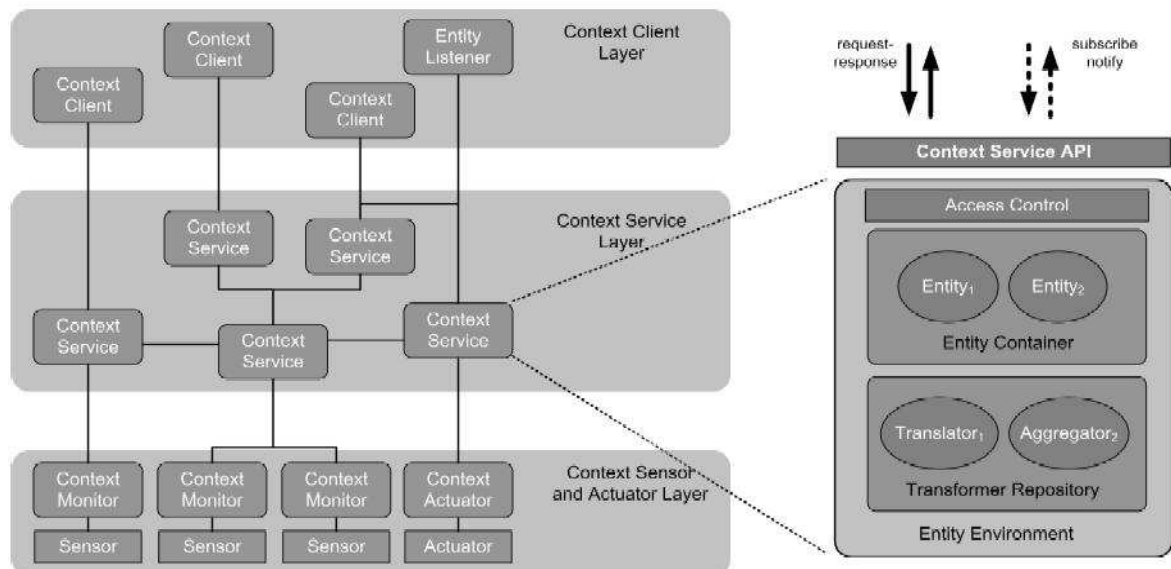 Context
Client
Context
Client
Entity
Listener
Context
Client
Context Client
Layer
Context
Service
Context
Service
Context Service
Layer
Context
Service
Context
Service
Context
Service
Context
Monitor
Context
Monitor
Context
Monitor
Context
Actuator
Context Sensor
and Actuator Layer
Sensor
Sensor
Sensor
Actuator
request-
response
subscribe
notify
Context Service API
Access Control
Entity1
Entity2
Entity Container
Translator1
Aggregator2
Transformer Repository
Entity Environment